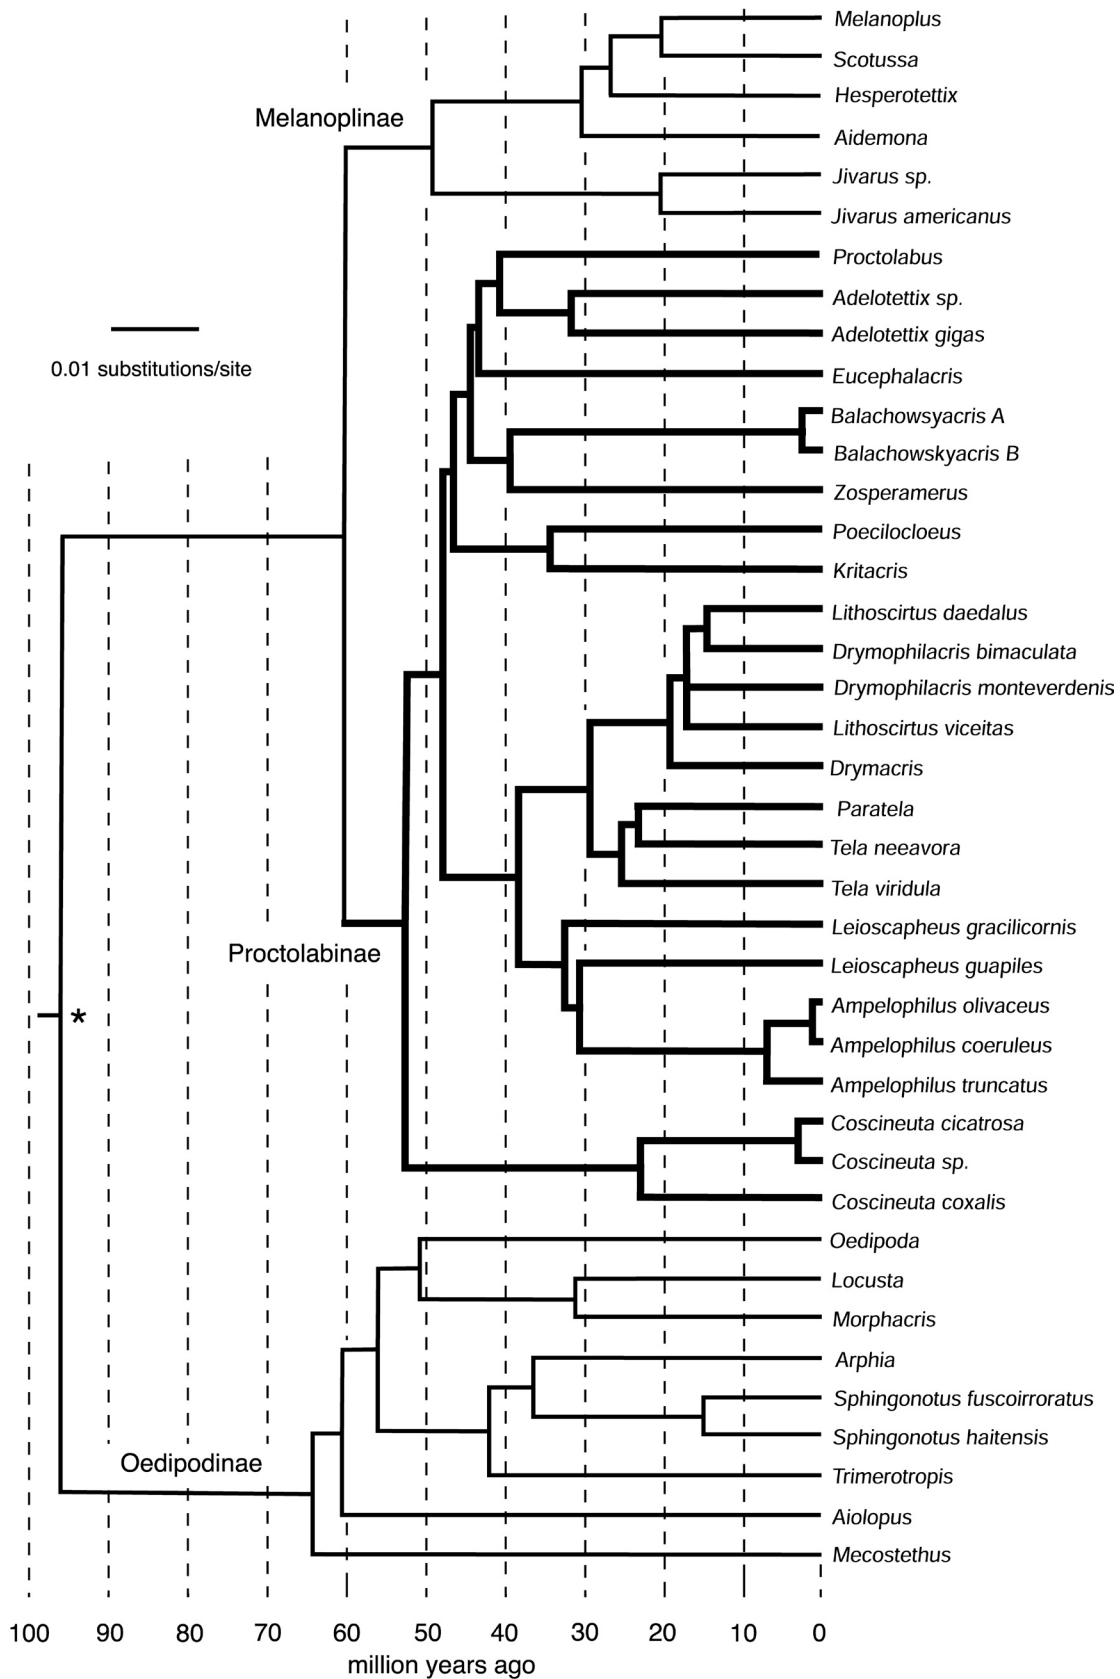 Melanoplus
Scotussa
Hesperotettix
Melanoplinae
Aidemona
Jivarus sp.
Jivarus americanus
Proctolabus
Adelotettix sp.
Adelotettix gigas
0.01 substitutions/site
Eucephalacris
Balachowsyacris A
Balachowskyacris B
Zosperamerus
Poecilocloeus
Kritacris
Lithoscirtus daedalus
Drymophilacris bimaculata
Drymophilacris monteverdenis
Lithoscirtus viceitas
Drymacris
Paratela
Tela neeavora
Tela viridula
Leioscapheus gracilicornis
Proctolabinae
Leioscapheus guapiles
Ampelophilus olivaceus
*
Ampelophilus coeruleus
Ampelophilus truncatus
Coscineuta cicatrosa
Coscineuta sp.
Coscineuta coxalis
Oedipoda
Locusta
Morphacris
Arphia
Sphingonotus fuscoirroratus
Sphingonotus haitensis
Oedipodinae
Trimerotropis
Aiolopus
Mecostethus
100 90 80 70 60 50 40 30 20 10 0
million years ago